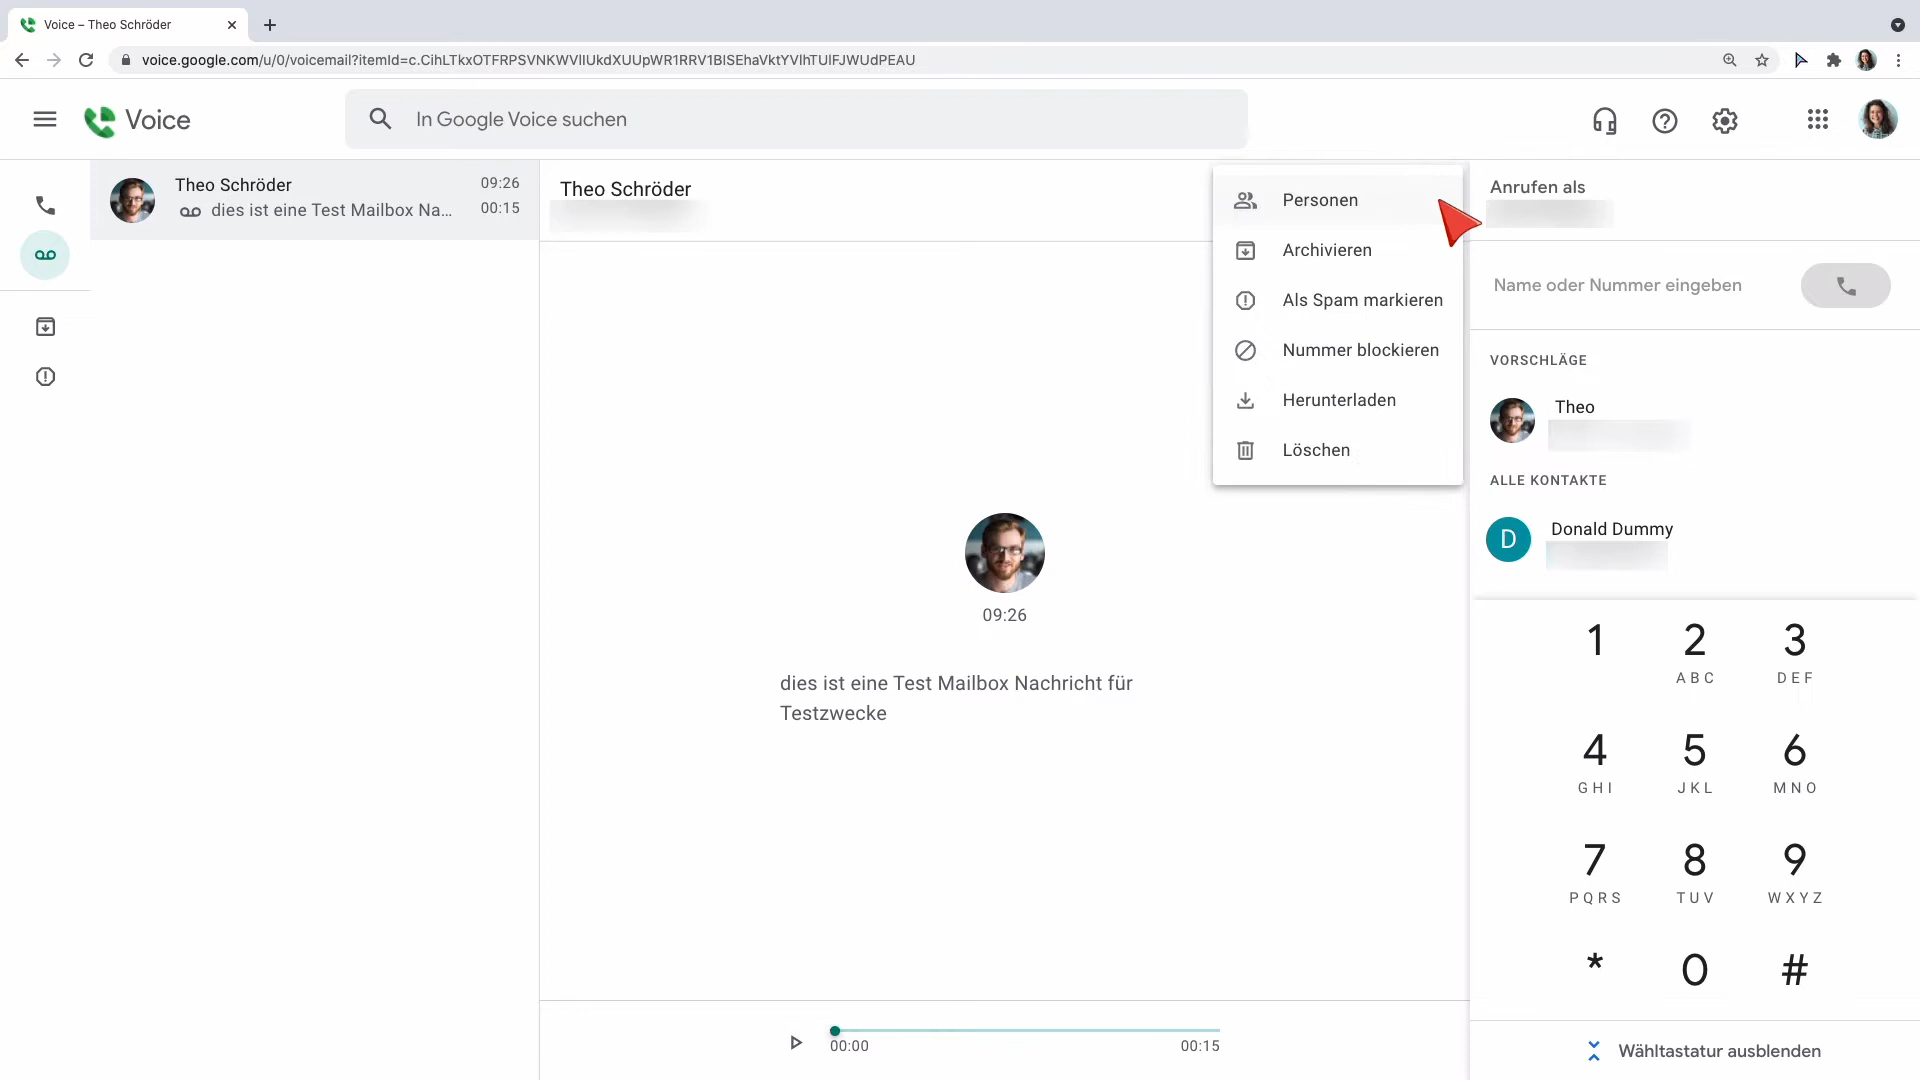 Voice – Theo Schröder
voice.google.com/u/0/voicemail?itemId=c.CihLTkxOTFRPSVNKWVllUkdXUUpWR1RRV1BlSEhaVktYVlhTUlFJWUdPEAU
Voice
In Google Voice suchen
Theo Schröder
09:26
dies ist eine Test Mailbox Na...
00:15
Theo Schröder
09:26
dies ist eine Test Mailbox Nachricht für
Testzwecke
00:00
00:15
Personen
Archivieren
Als Spam markieren
Nummer blockieren
Herunterladen
Löschen
Anrufen als
Name oder Nummer eingeben
VORSCHLÄGE
Theo
ALLE KONTAKTE
D
Donald Dummy
1 2 3
ABC DEF
4 5 6
GHI JKL MNO
7 8 9
PQRS TUV WXYZ
* 0 #
Wähltastatur ausblenden